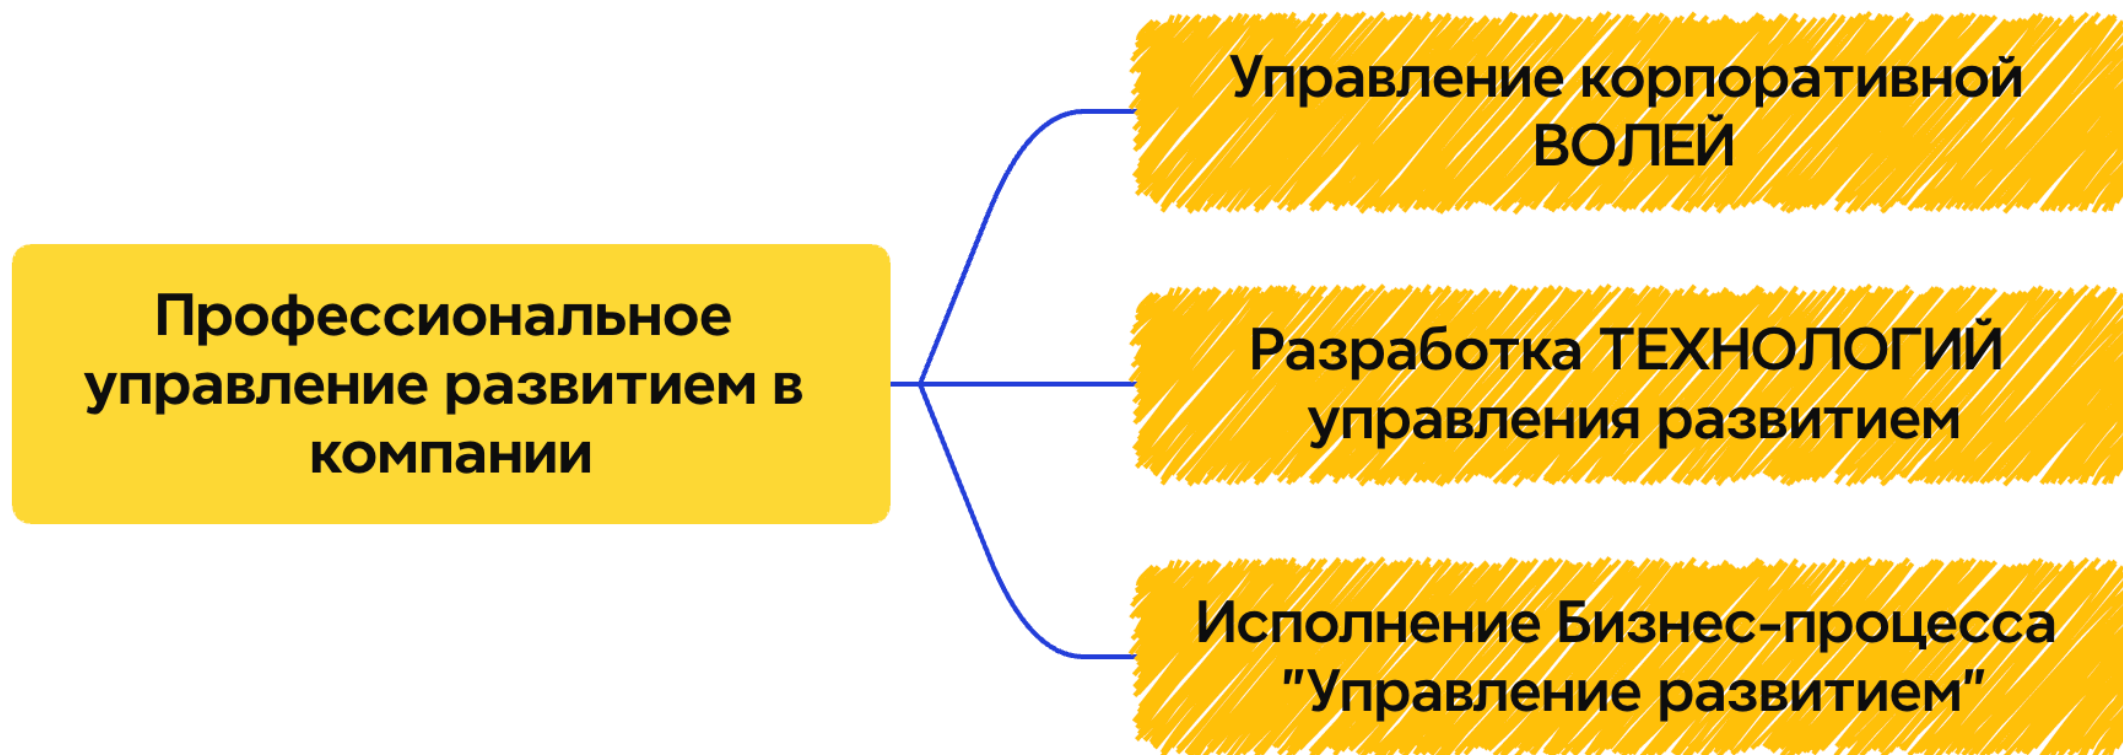 Профессиональное
управление развитием в
компании
Управление корпоративной
ВОЛЕЙ
Разработка ТЕХНОЛОГИЙ
управления развитием
Исполнение Бизнес-процесса
"Управление развитием"